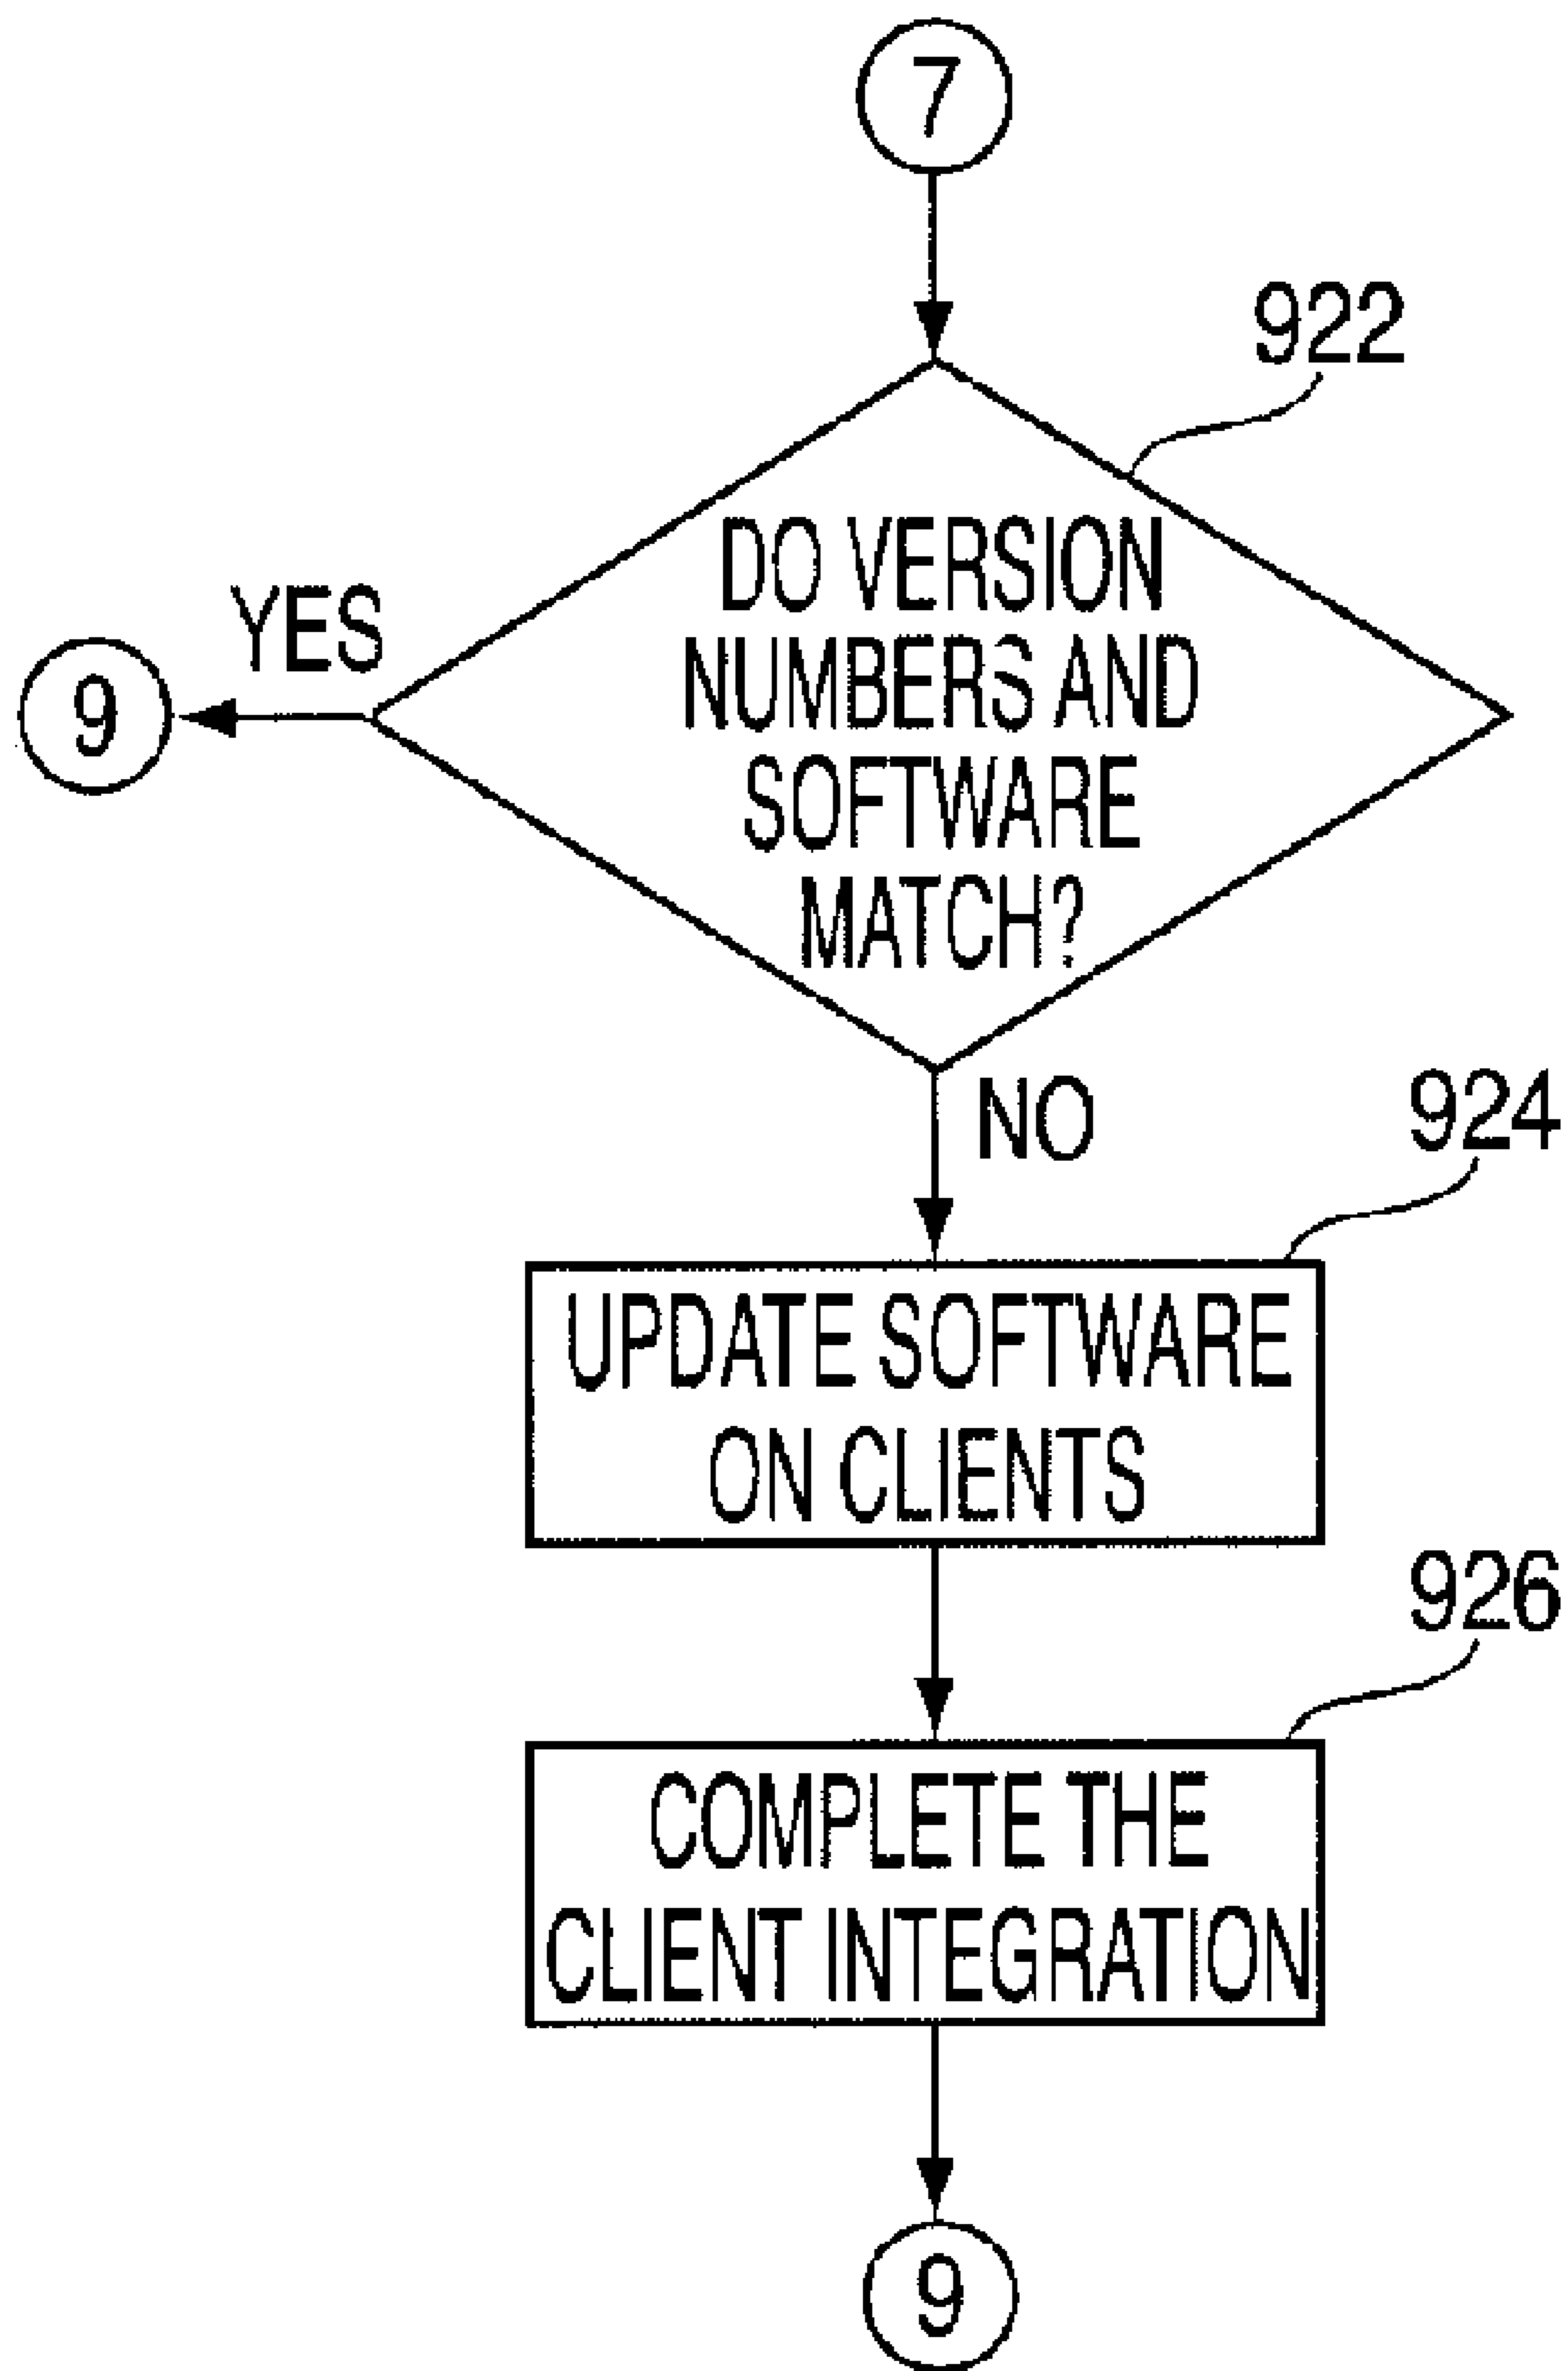 7
922
DO VERSION
NUMBERS AND
SOFTWARE
MATCH?
YES
9
NO
924
UPDATE SOFTWARE
ON CLIENTS
926
COMPLETE THE
CLIENT INTEGRATION
9